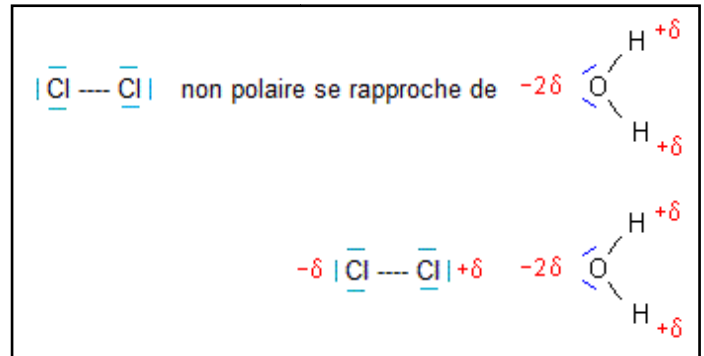 H +δ
|Cl ---- Cl| non polaire se rapproche de -2δ O
H +δ
H +δ
-δ |Cl ---- Cl|+δ -2δ O
H +δ